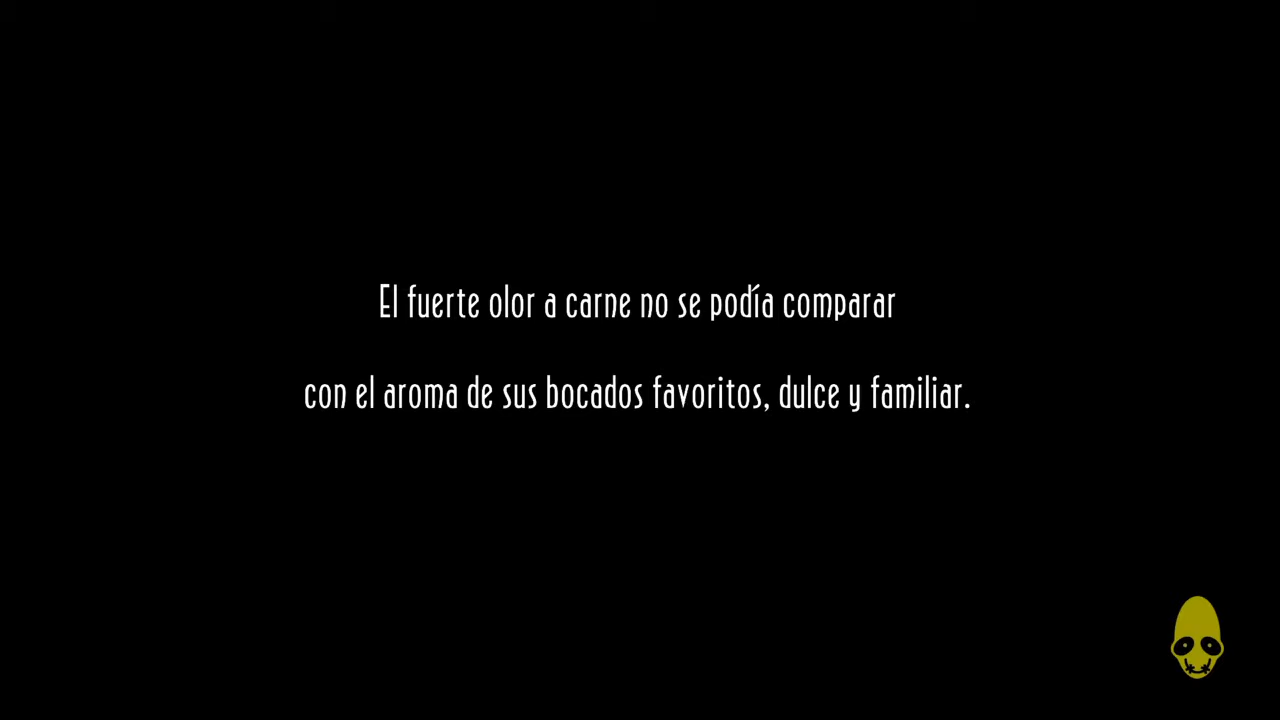 El fuerte olor a carne no se podía comparar
con el aroma de sus bocados favoritos, dulce y familiar.